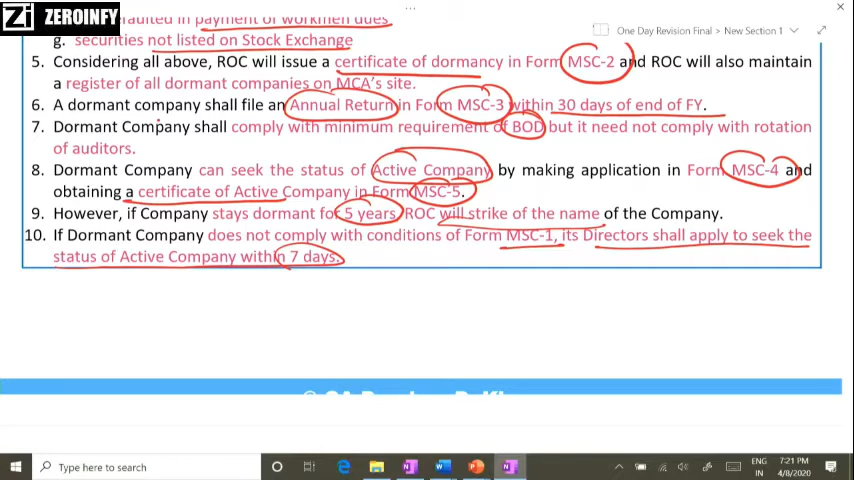 Zi ZEROINFY
defaulted in payment of workmen dues
One Day Revision Final > New Section 1
g. securities not listed on Stock Exchange
5. Considering all above, ROC will issue a certificate of dormancy in Form MSC-2 and ROC will also maintain
a register of all dormant companies on MCA's site.
6. A dormant company shall file an Annual Return in Form MSC-3 within 30 days of end of FY.
7. Dormant Company shall comply with minimum requirement of BOD but it need not comply with rotation
of auditors.
8. Dormant Company can seek the status of Active Company by making application in Form MSC-4 and
obtaining a certificate of Active Company in Form MSC-5.
9. However, if Company stays dormant for 5 years ROC will strike of the name of the Company.
10. If Dormant Company does not comply with conditions of Form MSC-1, its Directors shall apply to seek the
status of Active Company within 7 days.
Type here to search
ENG
IN
7:21 PM
4/8/2020